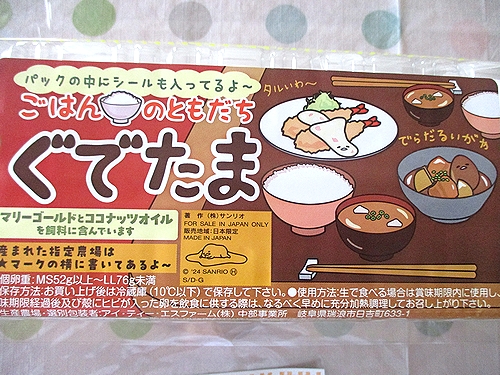 パックの中にシールも入ってるよ～
ごはんのともだち
ぐでたま
タルいわ～
でらだるいがね
マリーゴールドとココナッツオイル
を飼料に含んでいます
著 作 (株)サンリオ
FOR SALE IN JAPAN ONLY
販売地域:日本限定
MADE IN JAPAN
© '24 SANRIO Ⓗ
S/D-G
産まれた指定農場は
マークの横に書いてあるよ～
個卵重:MS52g以上~LL76g未満
保存方法:お買い上げ後は冷蔵庫(10℃以下)で保存して下さい。●使用方法:生で食べる場合は賞味期限内に使用し、
味期限経過後及び殻にヒビが入った卵を飲食に供する際は、なるべく早めに充分加熱調理してお召し上がり下さい。
生産農場・選別包装者:アイ・ティー・エスファーム(株) 中部事業所 岐阜県瑞浪市日吉町633-1